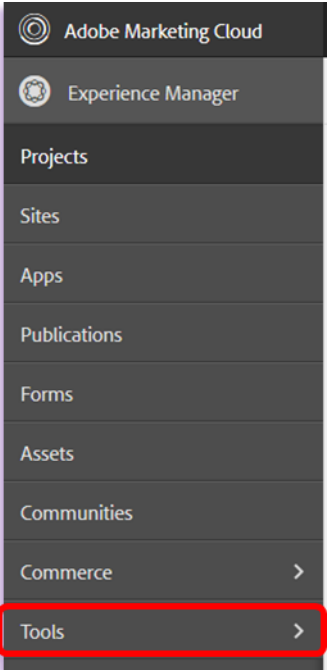 Adobe Marketing Cloud
Experience Manager
Projects
Sites
Apps
Publications
Forms
Assets
Communities
Commerce
Tools